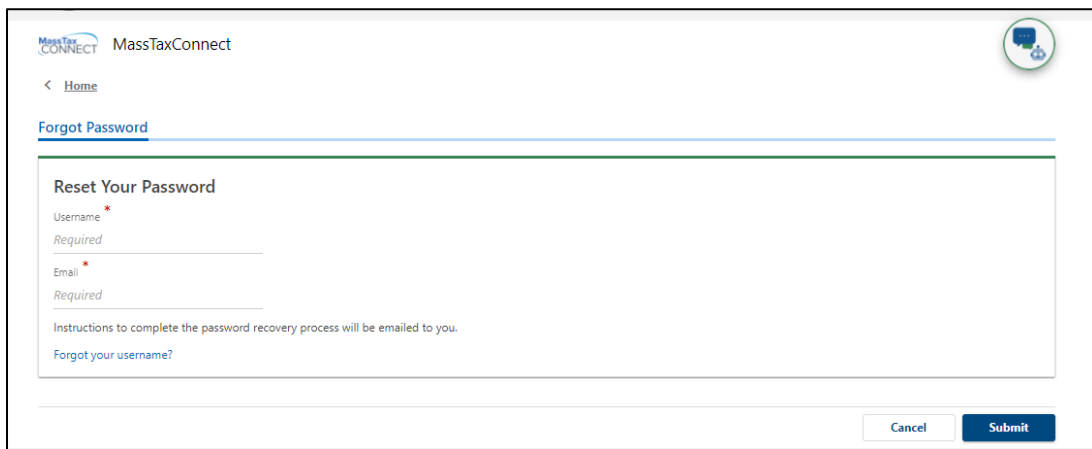 MassTax
CONNECT
MassTaxConnect
< Home
Forgot Password
Reset Your Password
Username *
Required
Email *
Required
Instructions to complete the password recovery process will be emailed to you.
Forgot your username?
Cancel Submit